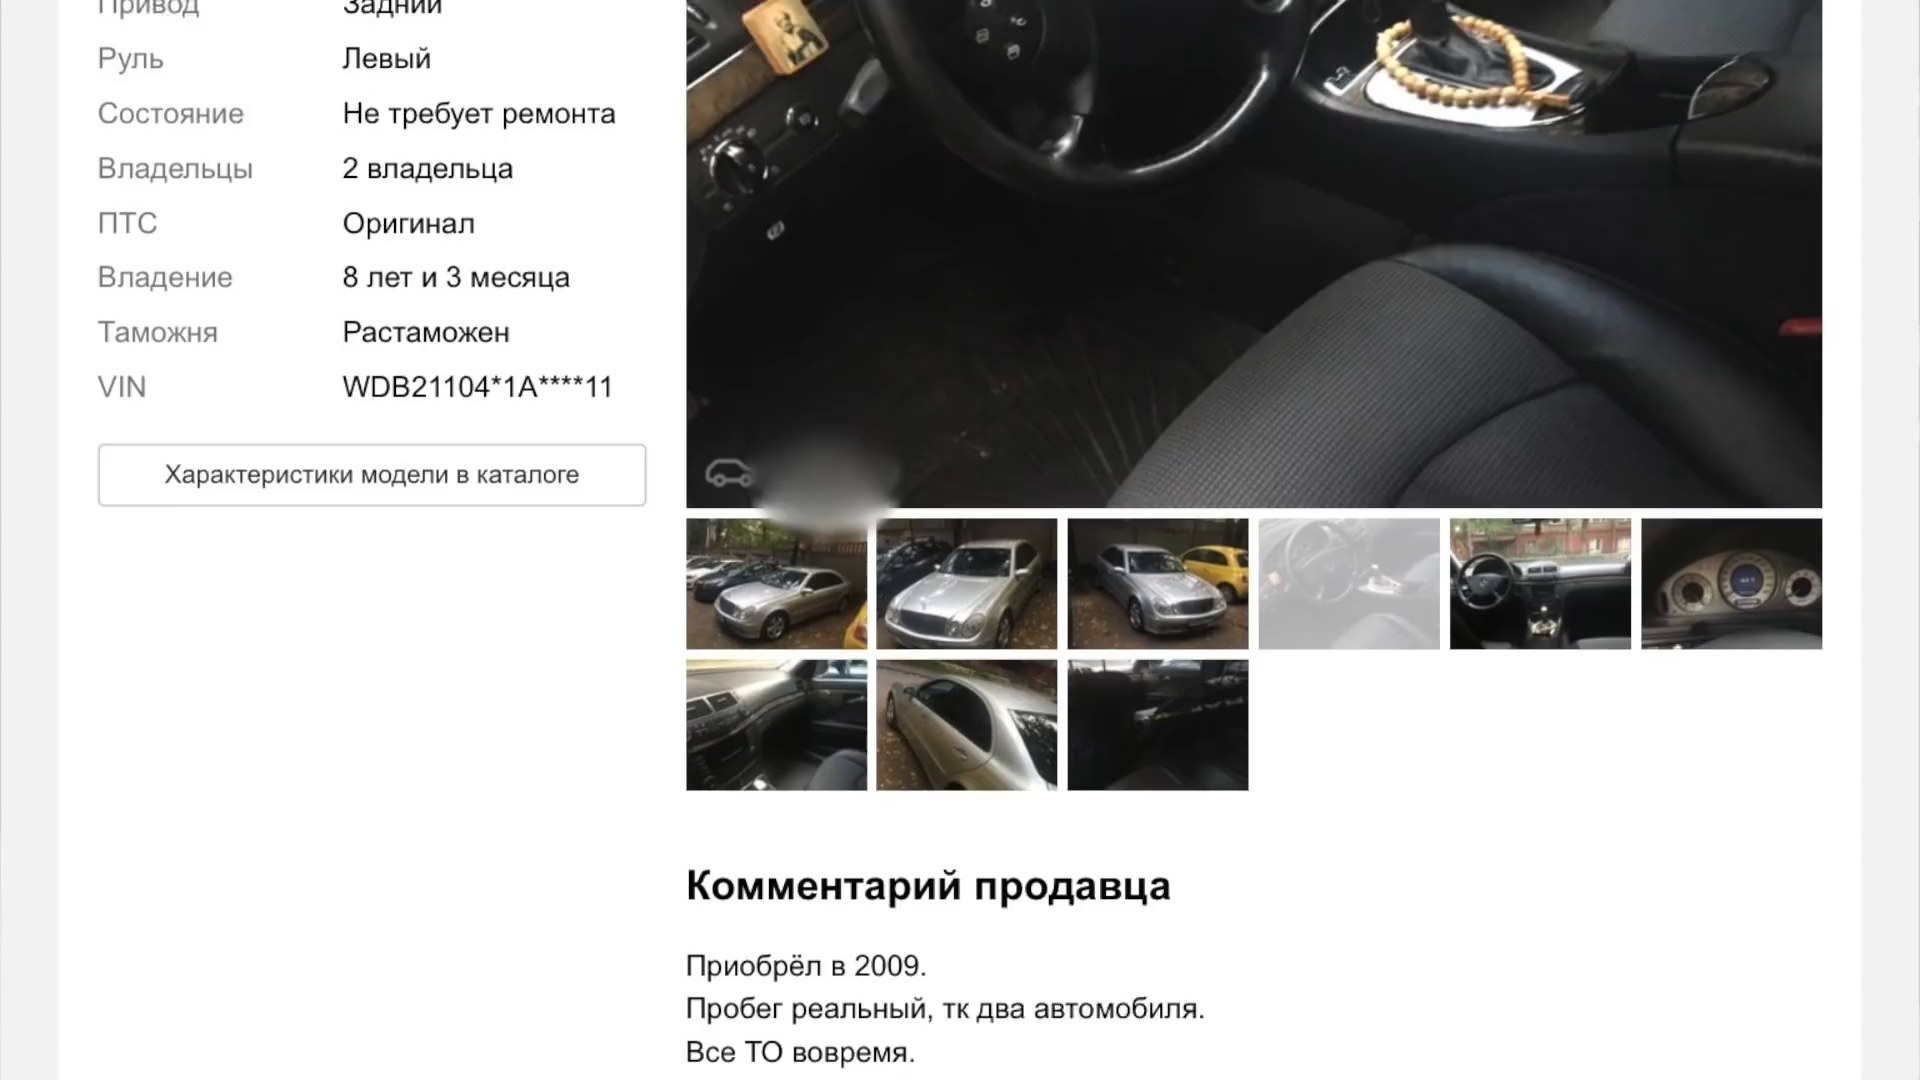 Привод Задний
Руль Левый
Состояние Не требует ремонта
Владельцы 2 владельца
ПТС Оригинал
Владение 8 лет и 3 месяца
Таможня Растаможен
VIN WDB21104*1A****11
Характеристики модели в каталоге
Комментарий продавца
Приобрёл в 2009.
Пробег реальный, тк два автомобиля.
Все ТО вовремя.